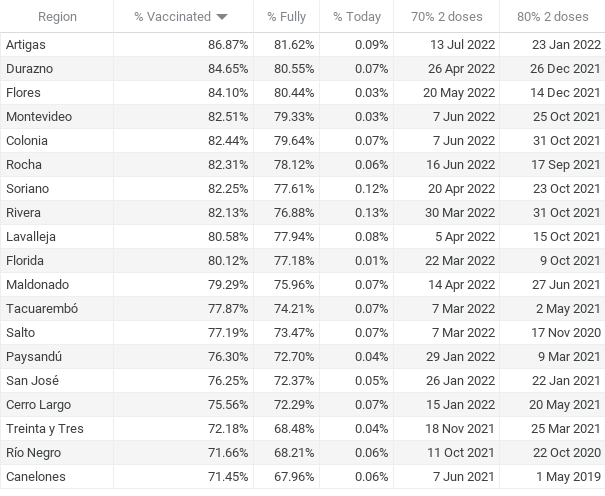 Region % Vaccinated % Fully % Today 70% 2 doses 80% 2 doses
Artigas 86.87% 81.62% 0.09% 13 Jul 2022 23 Jan 2022
Durazno 84.65% 80.55% 0.07% 26 Apr 2022 26 Dec 2021
Flores 84.10% 80.44% 0.03% 20 May 2022 14 Dec 2021
Montevideo 82.51% 79.33% 0.03% 7 Jun 2022 25 Oct 2021
Colonia 82.44% 79.64% 0.07% 7 Jun 2022 31 Oct 2021
Rocha 82.31% 78.12% 0.06% 16 Jun 2022 17 Sep 2021
Soriano 82.25% 77.61% 0.12% 20 Apr 2022 23 Oct 2021
Rivera 82.13% 76.88% 0.13% 30 Mar 2022 31 Oct 2021
Lavalleja 80.58% 77.94% 0.08% 5 Apr 2022 15 Oct 2021
Florida 80.12% 77.18% 0.01% 22 Mar 2022 9 Oct 2021
Maldonado 79.29% 75.96% 0.07% 14 Apr 2022 27 Jun 2021
Tacuarembó 77.87% 74.21% 0.07% 7 Mar 2022 2 May 2021
Salto 77.19% 73.47% 0.07% 7 Mar 2022 17 Nov 2020
Paysandú 76.30% 72.70% 0.04% 29 Jan 2022 9 Mar 2021
San José 76.25% 72.37% 0.05% 26 Jan 2022 22 Jan 2021
Cerro Largo 75.56% 72.29% 0.07% 15 Jan 2022 20 May 2021
Treinta y Tres 72.18% 68.48% 0.04% 18 Nov 2021 25 Mar 2021
Río Negro 71.66% 68.21% 0.06% 11 Oct 2021 22 Oct 2020
Canelones 71.45% 67.96% 0.06% 7 Jun 2021 1 May 2019